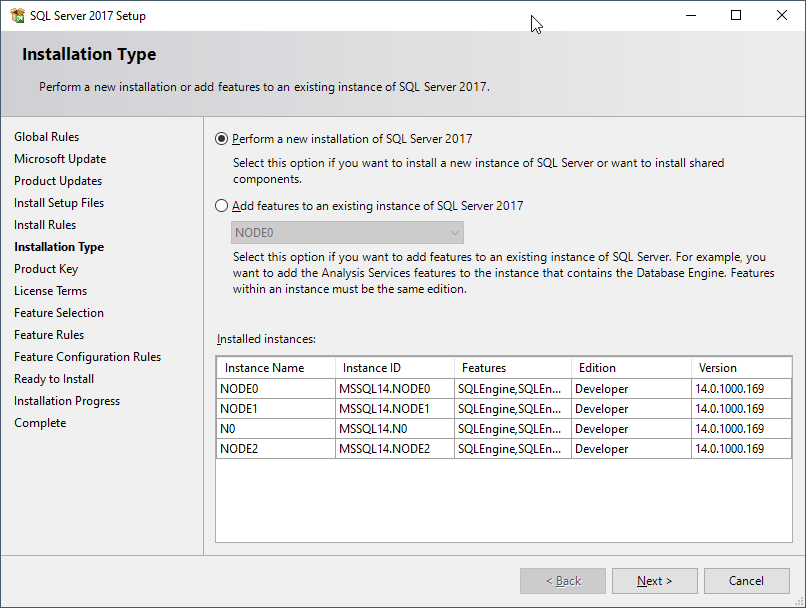 SQL Server 2017 Setup
Installation Type
Perform a new installation or add features to an existing instance of SQL Server 2017.
Global Rules
Microsoft Update
Product Updates
Install Setup Files
Install Rules
Installation Type
Product Key
License Terms
Feature Selection
Feature Rules
Feature Configuration Rules
Ready to Install
Installation Progress
Complete
Perform a new installation of SQL Server 2017
Select this option if you want to install a new instance of SQL Server or want to install shared
components.
Add features to an existing instance of SQL Server 2017
NODE0
Select this option if you want to add features to an existing instance of SQL Server. For example, you
want to add the Analysis Services features to the instance that contains the Database Engine. Features
within an instance must be the same edition.
Installed instances:
Instance Name Instance ID Features Edition Version
NODE0 MSSQL14.NODE0 SQLEngine,SQLEn... Developer 14.0.1000.169
NODE1 MSSQL14.NODE1 SQLEngine,SQLEn... Developer 14.0.1000.169
N0 MSSQL14.N0 SQLEngine,SQLEn... Developer 14.0.1000.169
NODE2 MSSQL14.NODE2 SQLEngine,SQLEn... Developer 14.0.1000.169
< Back Next > Cancel